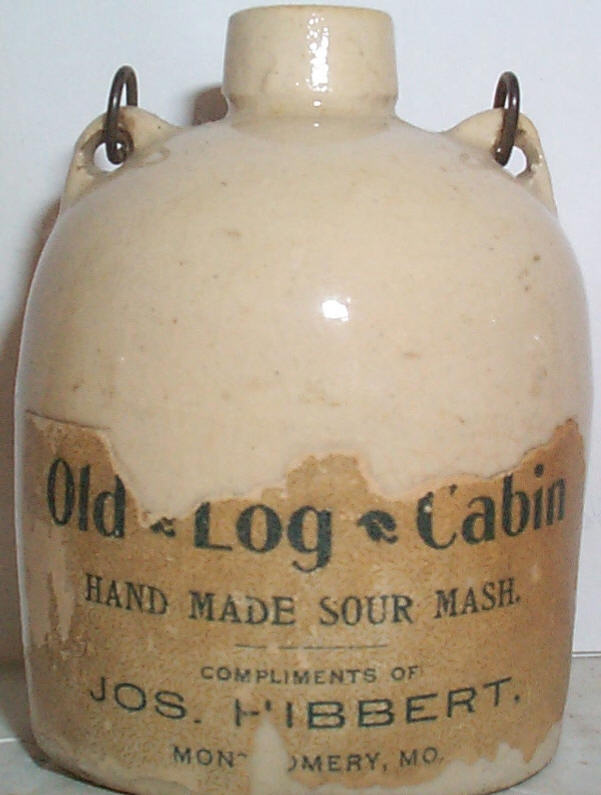 Old Log Cabin
HAND MADE SOUR MASH.
COMPLIMENTS OF
JOS. HIBBERT.
MONTGOMERY, MO.